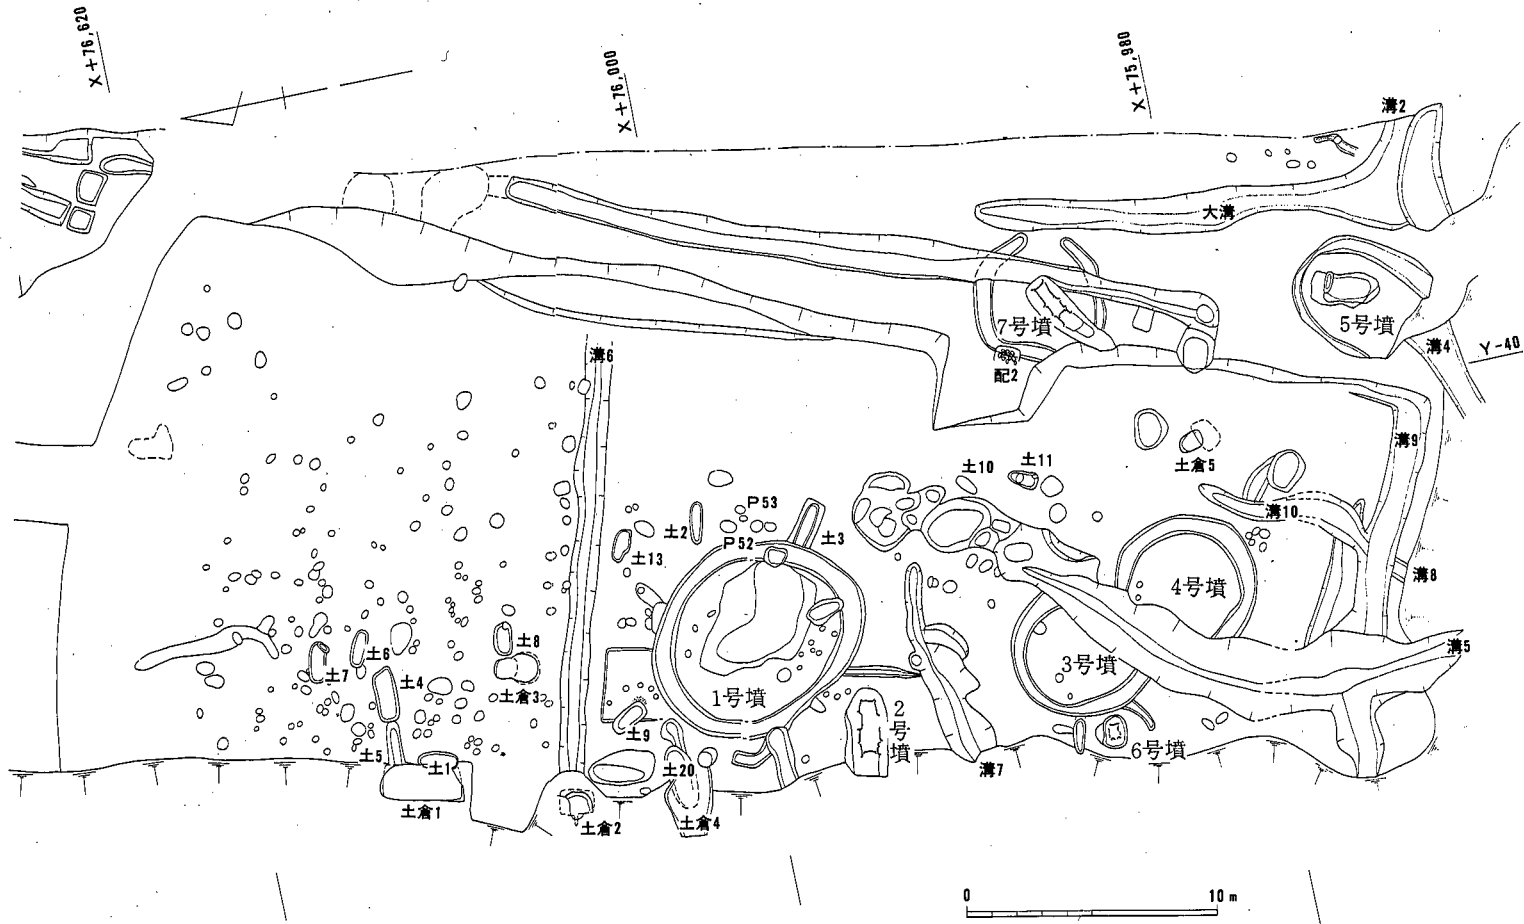 X+76,620
X+76,000
X+75,980
溝2
大溝
7号墳
5号墳
配2
溝4
Y-40
溝6
溝9
土倉5
土10
土11
溝10
P53
土2
土3
土13
P52
4号墳
溝8
土8
土6
土7
土4
土倉3
1号墳
3号墳
溝5
2号墳
土9
6号墳
土5
土1
土20
溝7
土倉1
土倉2
土倉4
0
10m